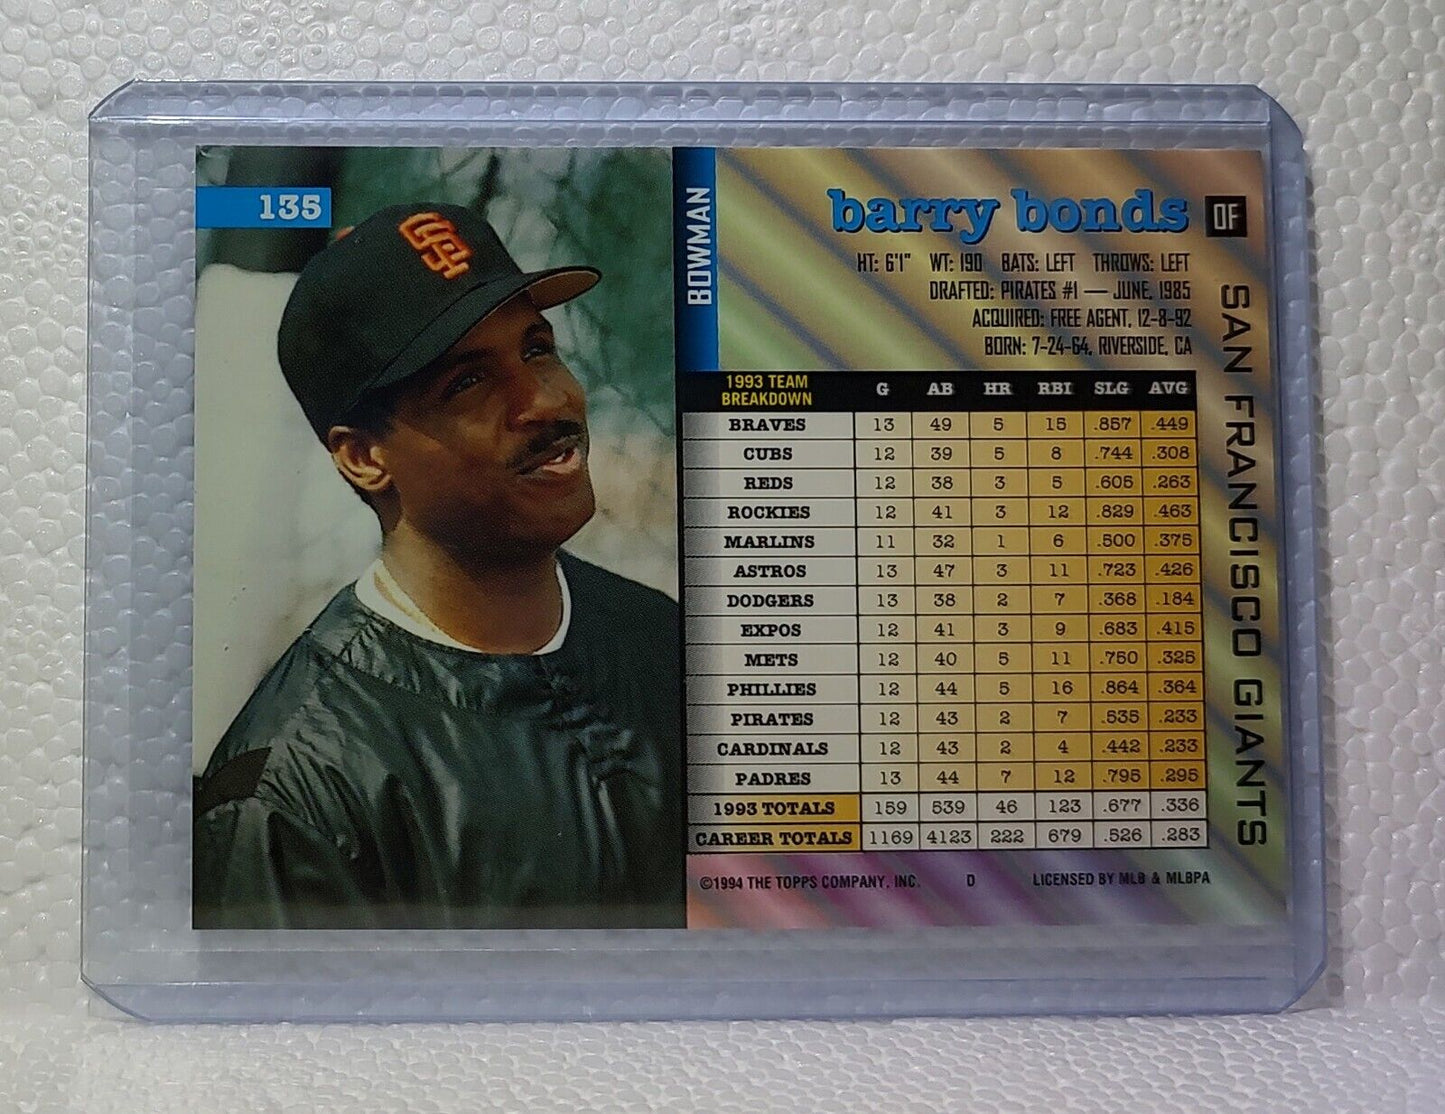 135
SF
BOWMAN
barry bonds OF
HT: 6'1" WT: 190 BATS: LEFT THROWS: LEFT
DRAFTED: PIRATES #1 — JUNE, 1985
ACQUIRED: FREE AGENT, 12-8-92
BORN: 7-24-64, RIVERSIDE, CA
SAN FRANCISCO GIANTS
1993 TEAM
BREAKDOWN G AB HR RBI SLG AVG
BRAVES 13 49 5 15 .857 .449
CUBS 12 39 5 8 .744 .308
REDS 12 38 3 5 .605 .263
ROCKIES 12 41 3 12 .829 .463
MARLINS 11 32 1 6 .500 .375
ASTROS 13 47 3 11 .723 .426
DODGERS 13 38 2 7 .368 .184
EXPOS 12 41 3 9 .683 .415
METS 12 40 5 11 .750 .325
PHILLIES 12 44 5 16 .864 .364
PIRATES 12 43 2 7 .535 .233
CARDINALS 12 43 2 4 .442 .233
PADRES 13 44 7 12 .795 .295
1993 TOTALS 159 539 46 123 .677 .336
CAREER TOTALS 1169 4123 222 679 .526 .283
©1994 THE TOPPS COMPANY, INC. D LICENSED BY MLB & MLBPA